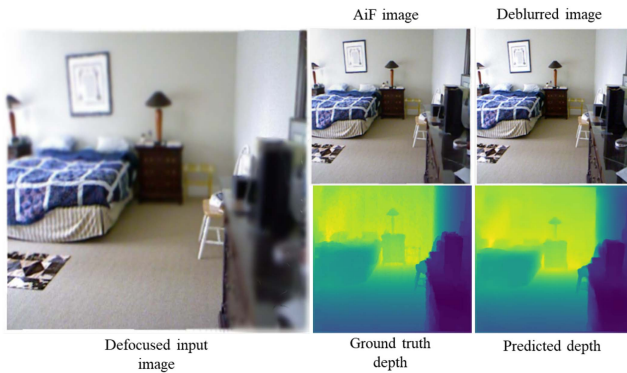 AiF image
Deblurred image
Defocused input
image
Ground truth
depth
Predicted depth